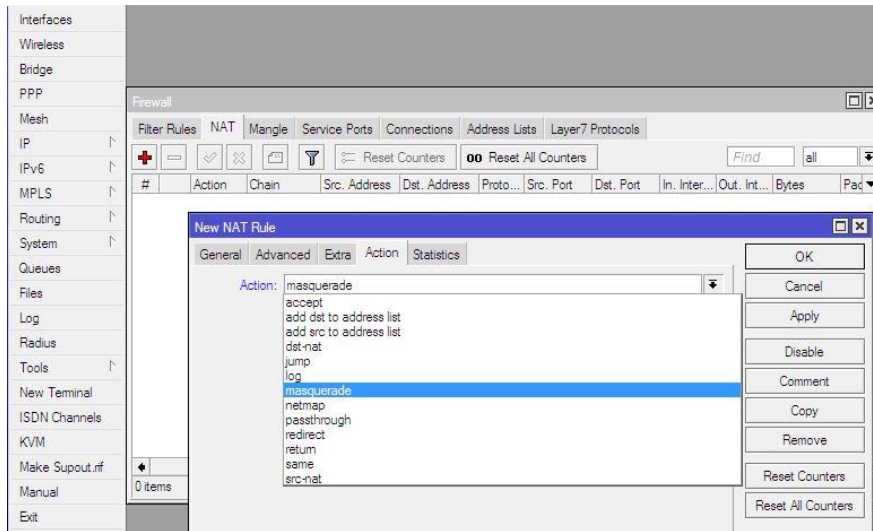 Interfaces
Wireless
Bridge
PPP
Mesh
IP
IPv6
MPLS
Routing
System
Queues
Files
Log
Radius
Tools
New Terminal
ISDN Channels
KVM
Make Supout.rif
Manual
Exit
Firewall
Filter Rules NAT Mangle Service Ports Connections Address Lists Layer7 Protocols
Reset Counters 00 Reset All Counters Find all
# Action Chain Src. Address Dst. Address Proto... Src. Port Dst. Port In. Inter... Out. Int... Bytes Pac
New NAT Rule
General Advanced Extra Action Statistics
Action: masquerade
accept
add dst to address list
add src to address list
dst-nat
jump
log
masquerade
netmap
passthrough
redirect
return
same
src-nat
OK
Cancel
Apply
Disable
Comment
Copy
Remove
Reset Counters
Reset All Counters
0 items